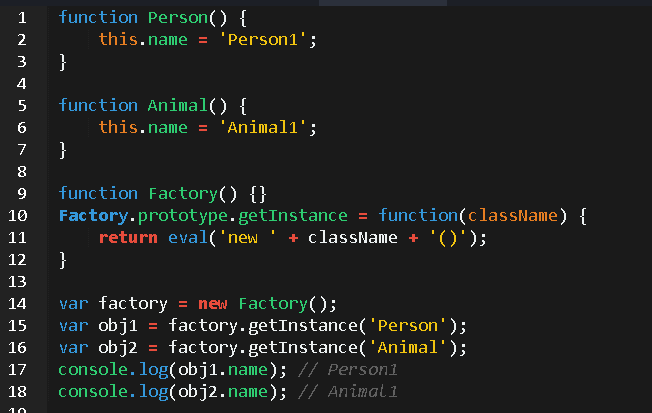 1 function Person() {
2     this.name = 'Person1';
3 }
4
5 function Animal() {
6     this.name = 'Animal1';
7 }
8
9 function Factory() {}
10 Factory.prototype.getInstance = function(className) {
11     return eval('new ' + className + '()');
12 }
13
14 var factory = new Factory();
15 var obj1 = factory.getInstance('Person');
16 var obj2 = factory.getInstance('Animal');
17 console.log(obj1.name); // Person1
18 console.log(obj2.name); // Animal1
19